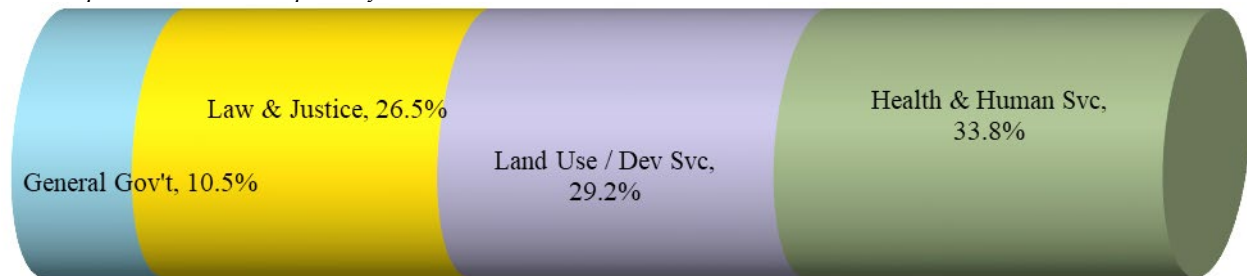 Law & Justice, 26.5%
Health & Human Svc,
33.8%
Land Use / Dev Svc,
29.2%
General Gov't, 10.5%